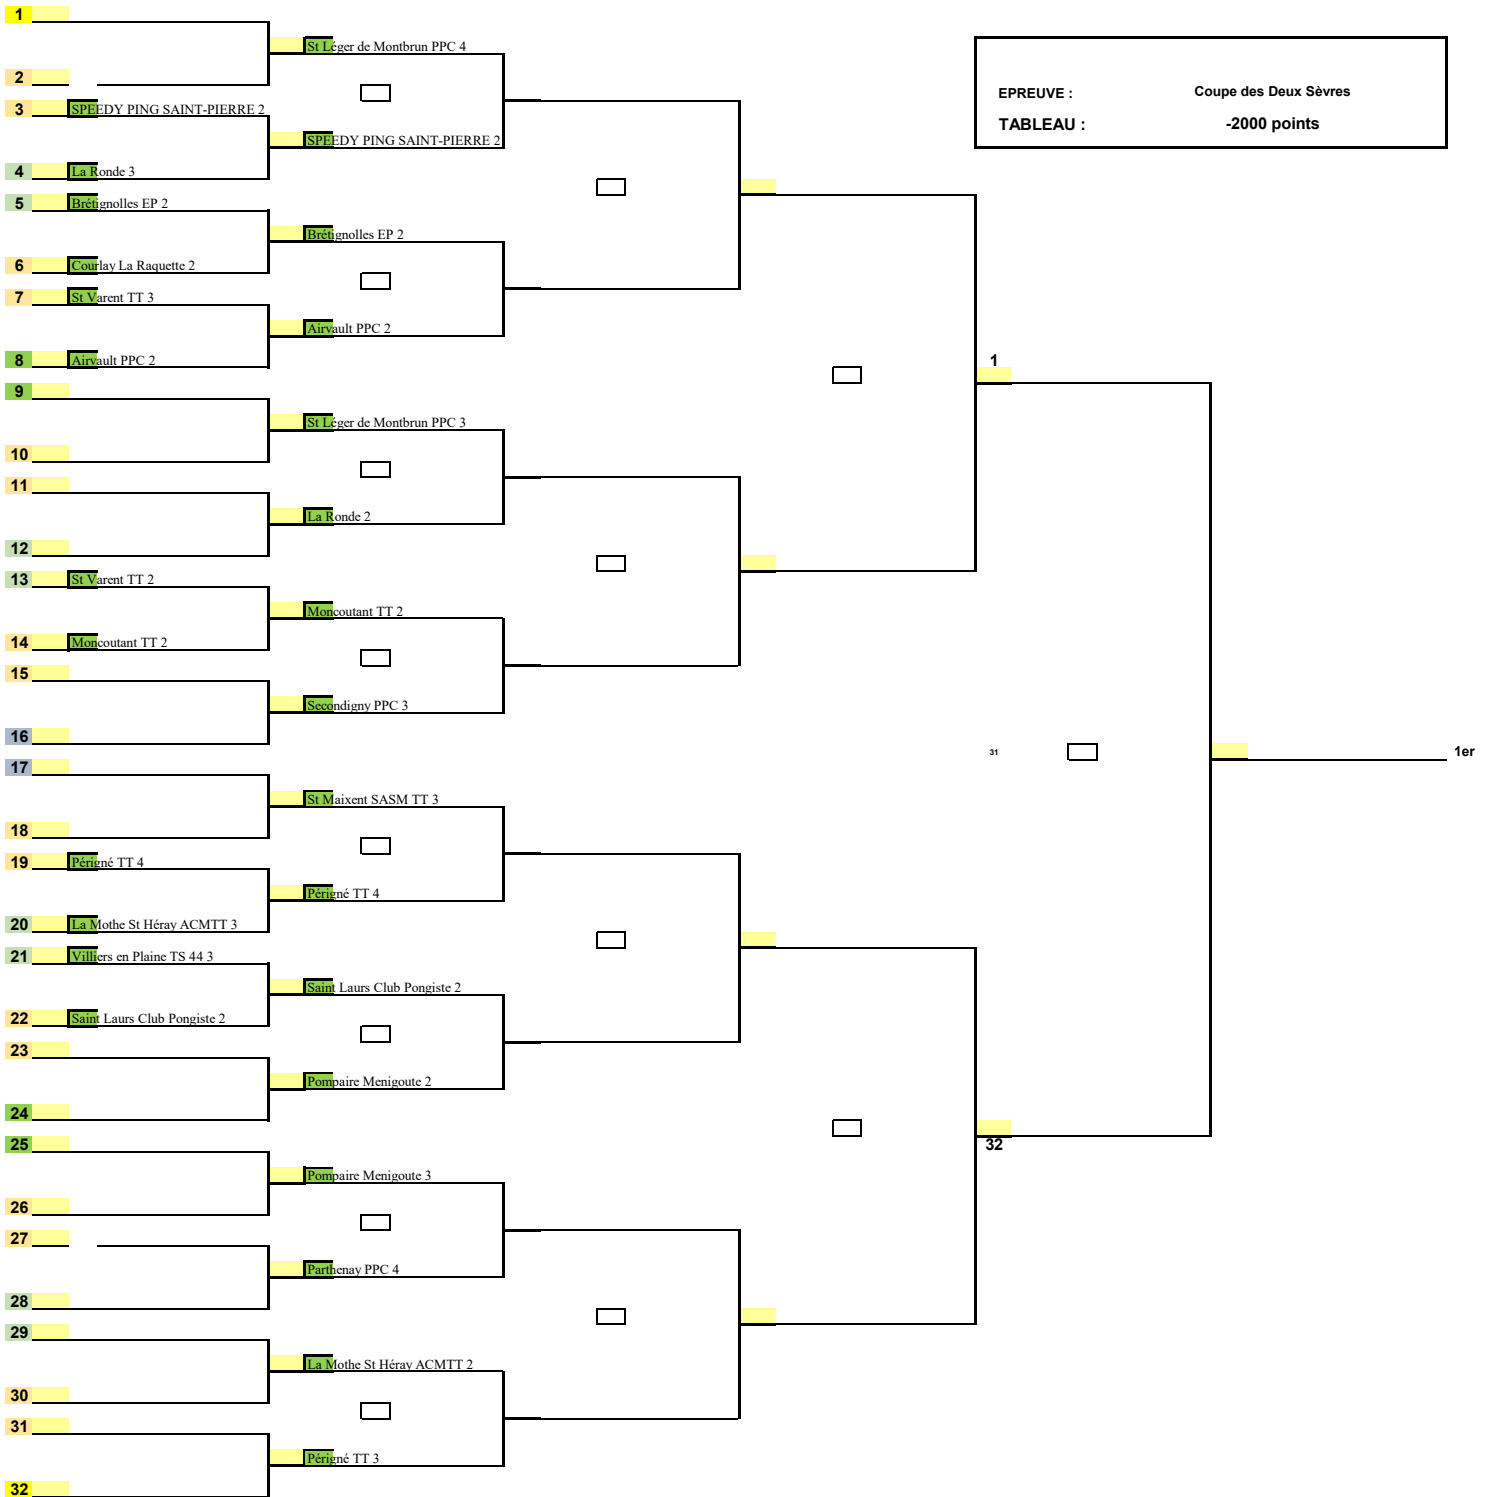 1
St Léger de Montbrun PPC 4
2
EPREUVE : Coupe des Deux Sèvres
3 SPEEDY PING SAINT-PIERRE 2
TABLEAU : -2000 points
SPEEDY PING SAINT-PIERRE 2
4 La Ronde 3
5 Brétignolles EP 2
Brétignolles EP 2
6 Courlay La Raquette 2
7 St Varent TT 3
Airvault PPC 2
8 Airvault PPC 2
1
9
St Léger de Montbrun PPC 3
10
11
La Ronde 2
12
13 St Varent TT 2
Moncoutant TT 2
14 Moncoutant TT 2
15
Secondigny PPC 3
16
31
1er
17
St Maixent SASM TT 3
18
19 Périgné TT 4
Périgné TT 4
20 La Mothe St Héray ACMTT 3
21 Villiers en Plaine TS 44 3
Saint Laurs Club Pongiste 2
22 Saint Laurs Club Pongiste 2
23
Pompaire Menigoute 2
24
25
32
Pompaire Menigoute 3
26
27
Parthenay PPC 4
28
29
La Mothe St Héray ACMTT 2
30
31
Périgné TT 3
32